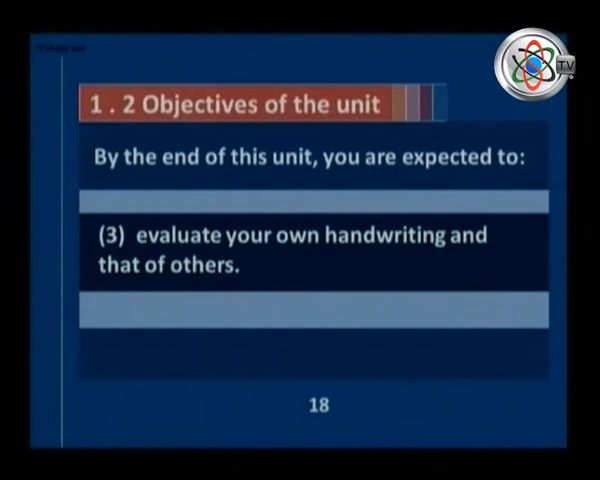 TV
1 . 2 Objectives of the unit
By the end of this unit, you are expected to:
(3) evaluate your own handwriting and
that of others.
18